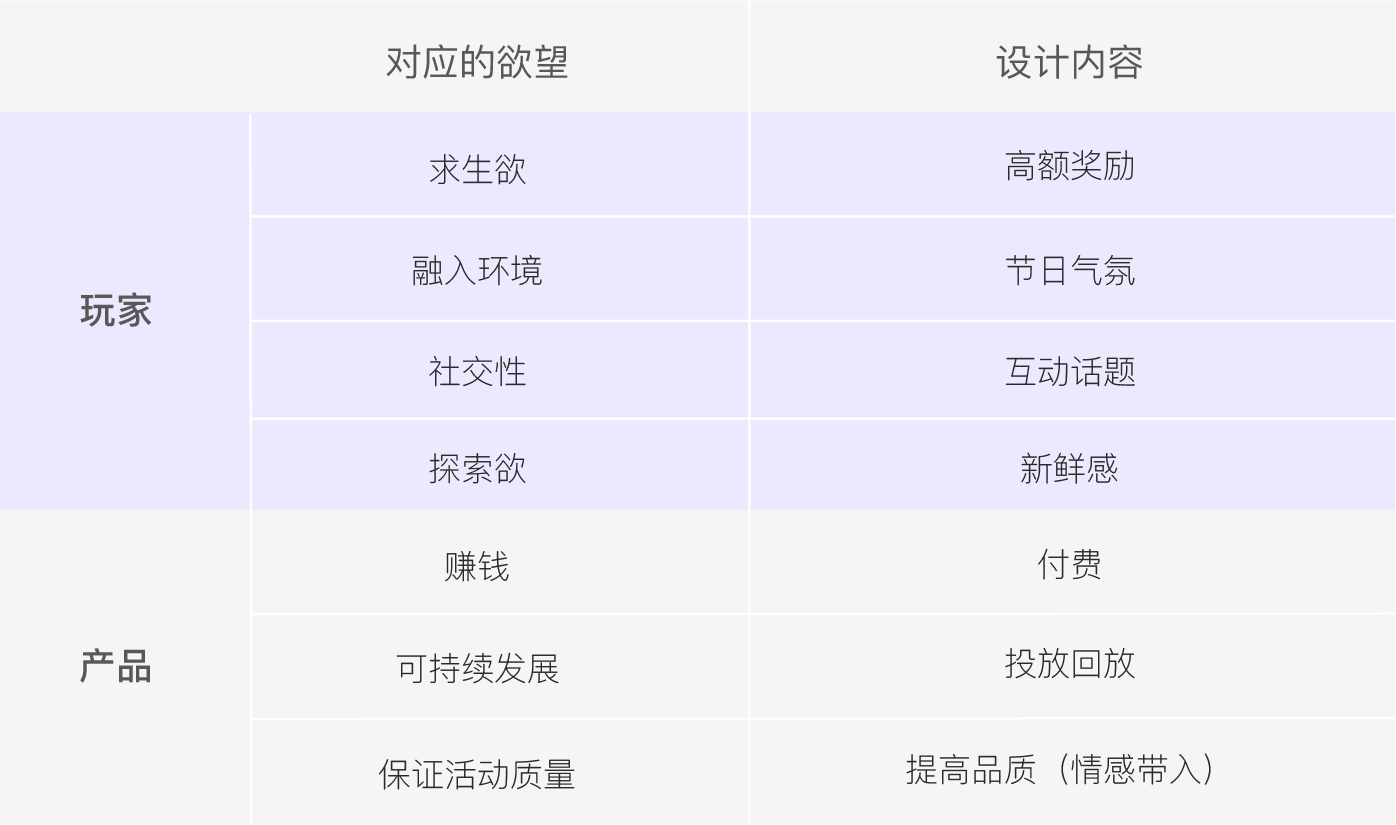 对应的欲望 设计内容
求生欲 高额奖励
融入环境 节日气氛
玩家
社交性 互动话题
探索欲 新鲜感
赚钱 付费
产品 可持续发展 投放回放
保证活动质量 提高品质（情感带入）